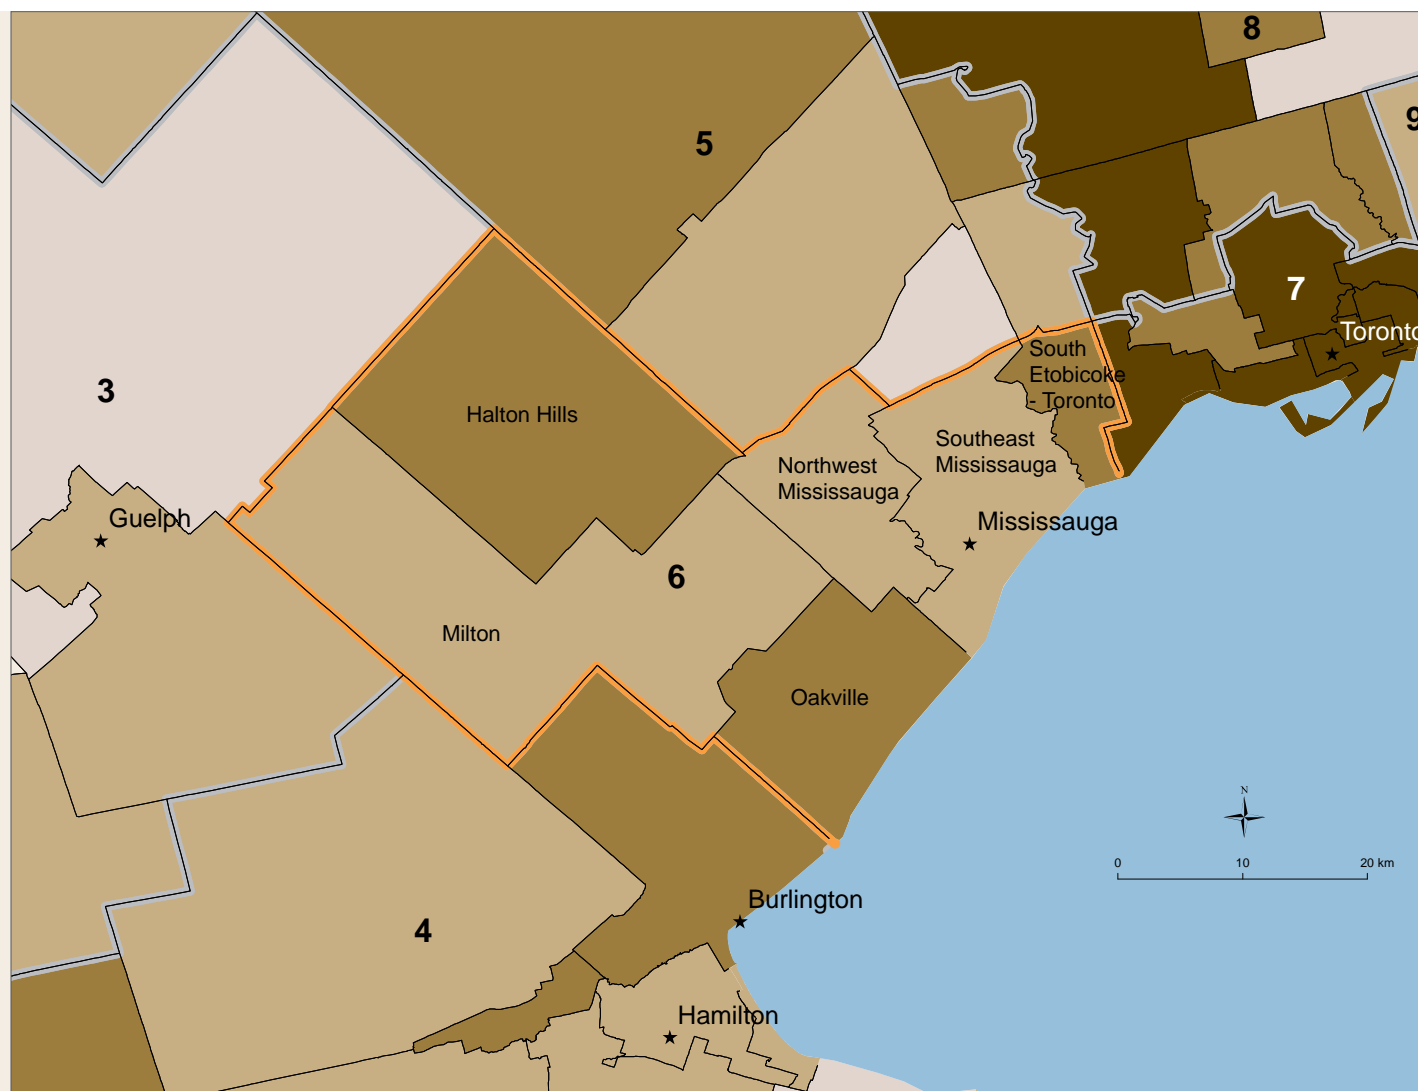 8
9
5
7
Toronto
South
Etobicoke
- Toronto
3
Halton Hills
Southeast
Mississauga
Northwest
Mississauga
Guelph
Mississauga
6
Milton
Oakville
N
0 10 20 km
Burlington
4
Hamilton